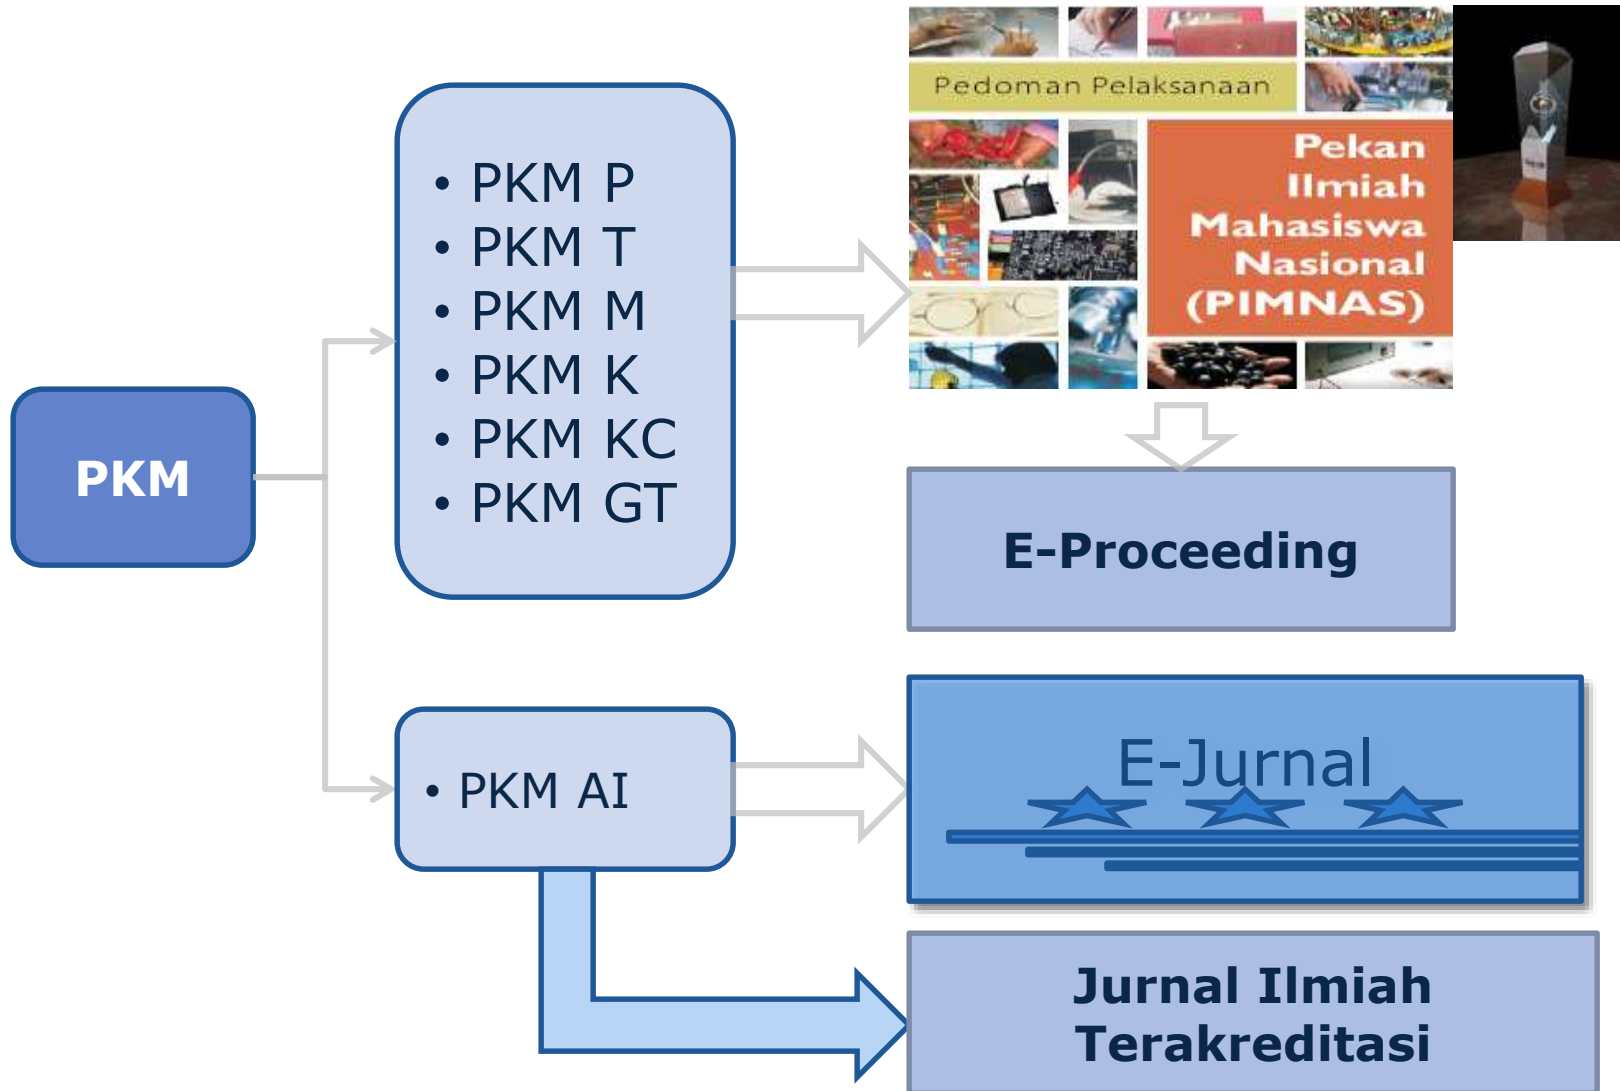 PKM
• PKM P
• PKM T
• PKM M
• PKM K
• PKM KC
• PKM GT
Pedoman Pelaksanaan
Pekan
Ilmiah
Mahasiswa
Nasional
(PIMNAS)
E-Proceeding
• PKM AI
E-Jurnal
Jurnal Ilmiah
Terakreditasi